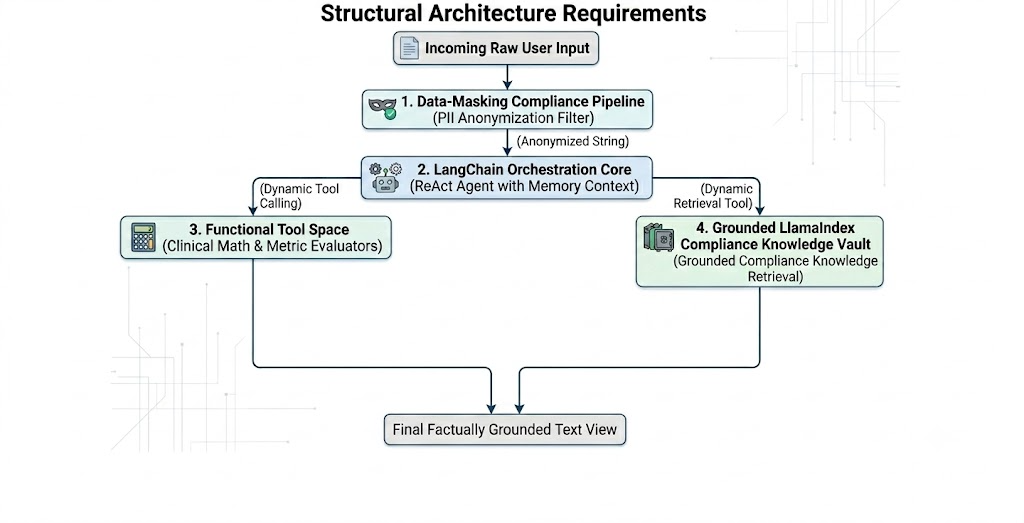 Structural Architecture Requirements
Incoming Raw User Input
1. Data-Masking Compliance Pipeline
(PII Anonymization Filter)
(Anonymized String)
2. LangChain Orchestration Core
(ReAct Agent with Memory Context)
(Dynamic Tool
Calling)
(Dynamic
Retrieval Tool)
3. Functional Tool Space
(Clinical Math & Metric Evaluators)
4. Grounded LlamaIndex
Compliance Knowledge Vault
(Grounded Compliance Knowledge
Retrieval)
Final Factually Grounded Text View